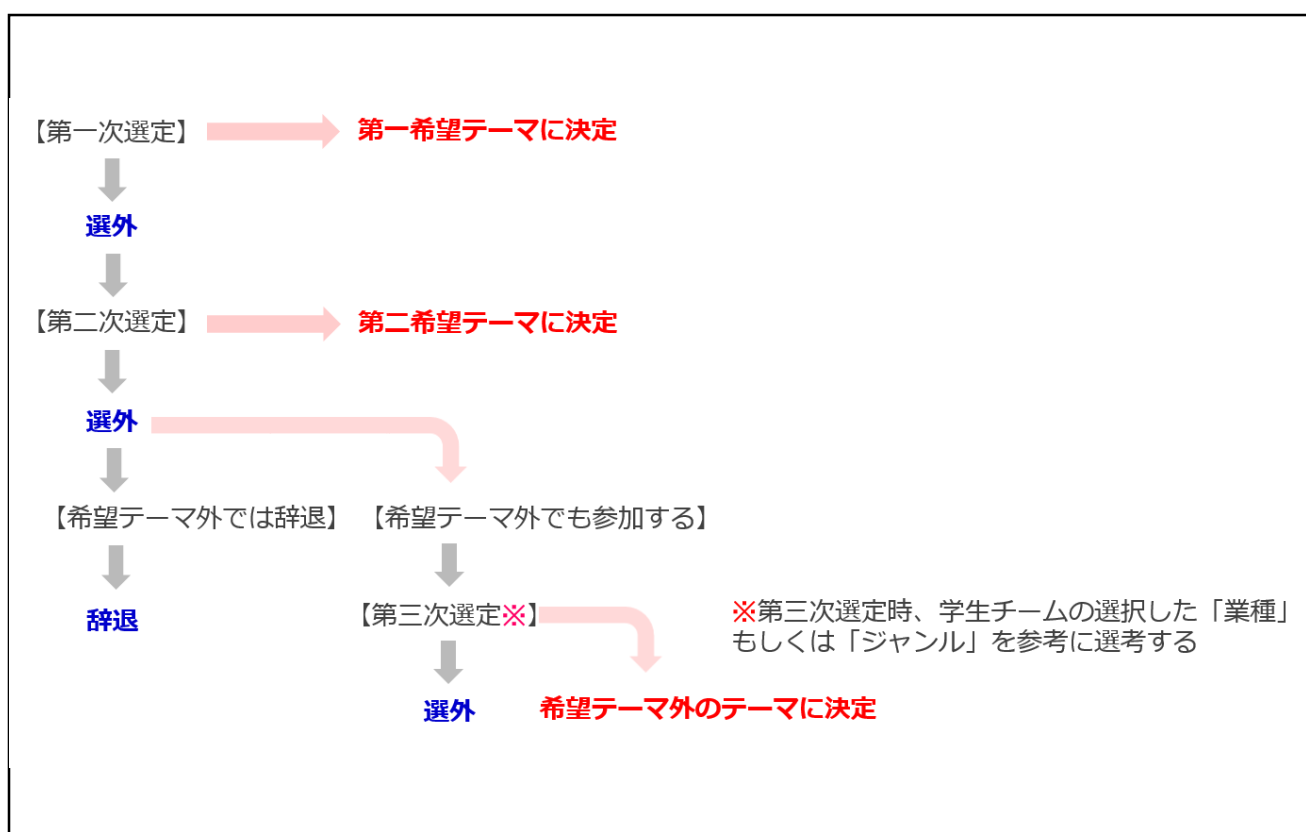 【第一次選定】
第一希望テーマに決定
選外
【第二次選定】
第二希望テーマに決定
選外
【希望テーマ外では辞退】
【希望テーマ外でも参加する】
辞退
【第三次選定※】
※第三次選定時、学生チームの選択した「業種」
もしくは「ジャンル」を参考に選考する
選外
希望テーマ外のテーマに決定